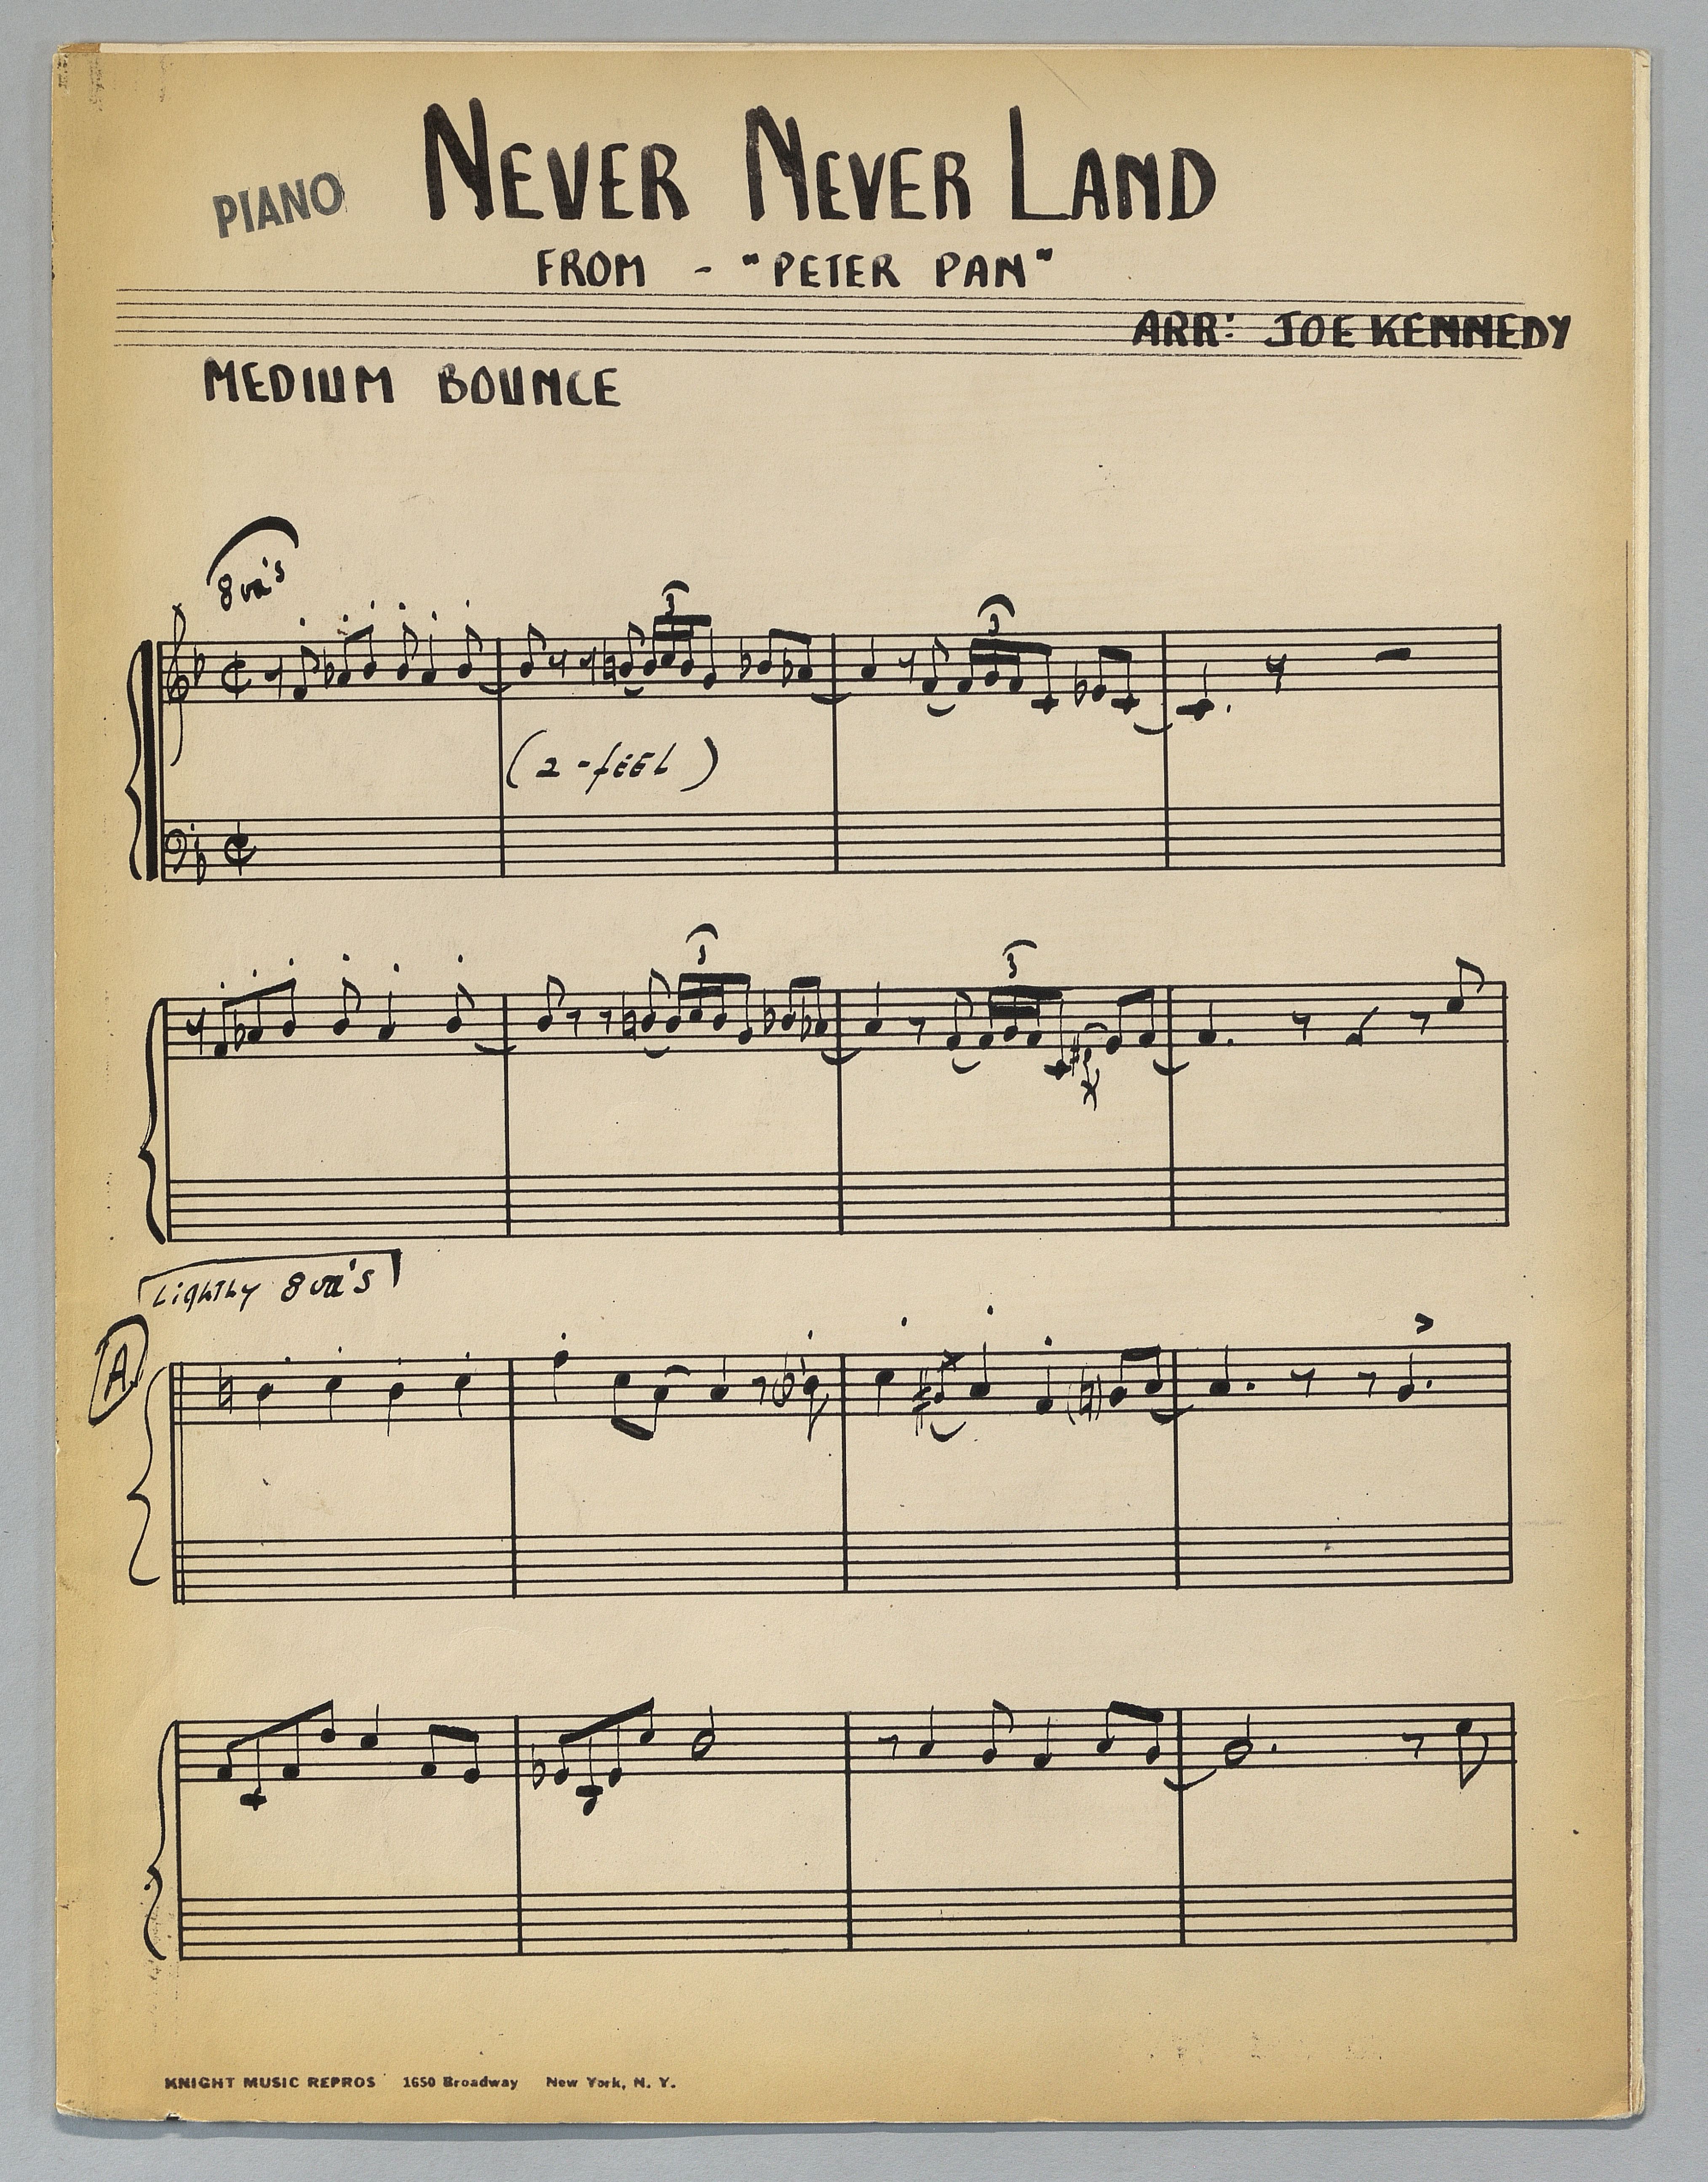 PIANO NEVER NEVER LAND
FROM - "PETER PAN"
ARR: JOE KENNEDY
MEDIUM BOUNCE
8va's
3 3
(2-fEEL)
3 3
LigHTLy 8va's
A
KNIGHT MUSIC REPROS 1650 Broadway New York, N. Y.